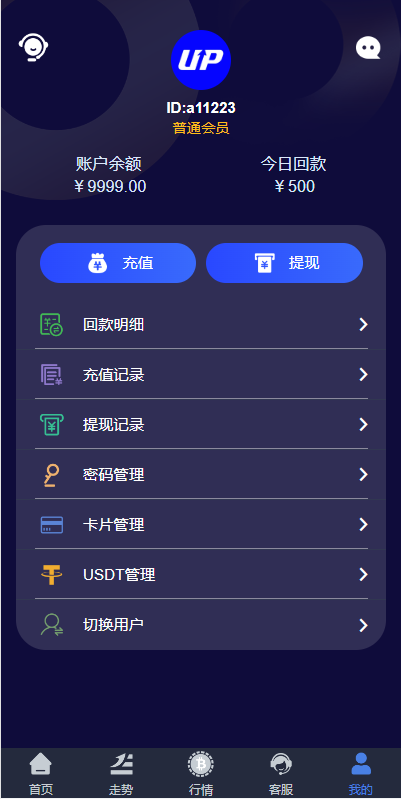 UP
ID:a11223
普通会员
账户余额 今日回款
￥9999.00 ￥500
充值 提现
回款明细
充值记录
提现记录
密码管理
卡片管理
USDT管理
切换用户
首页 走势 行情 客服 我的